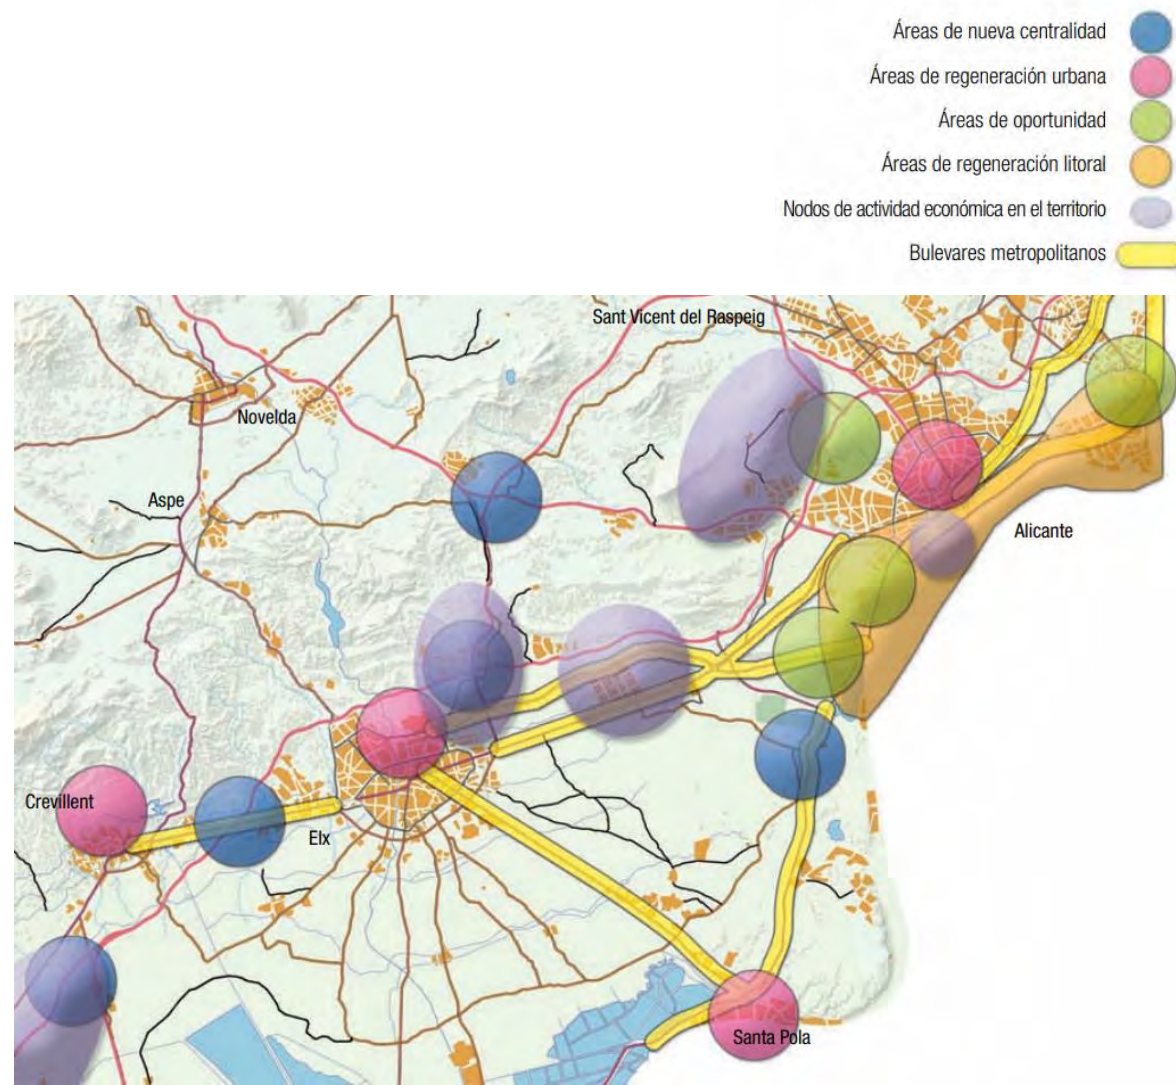 Áreas de nueva centralidad
Áreas de regeneración urbana
Áreas de oportunidad
Áreas de regeneración litoral
Nodos de actividad económica en el territorio
Bulevares metropolitanos
Sant Vicent del Raspeig
Novelda
Aspe
Alicante
Crevillent
Elx
Santa Pola